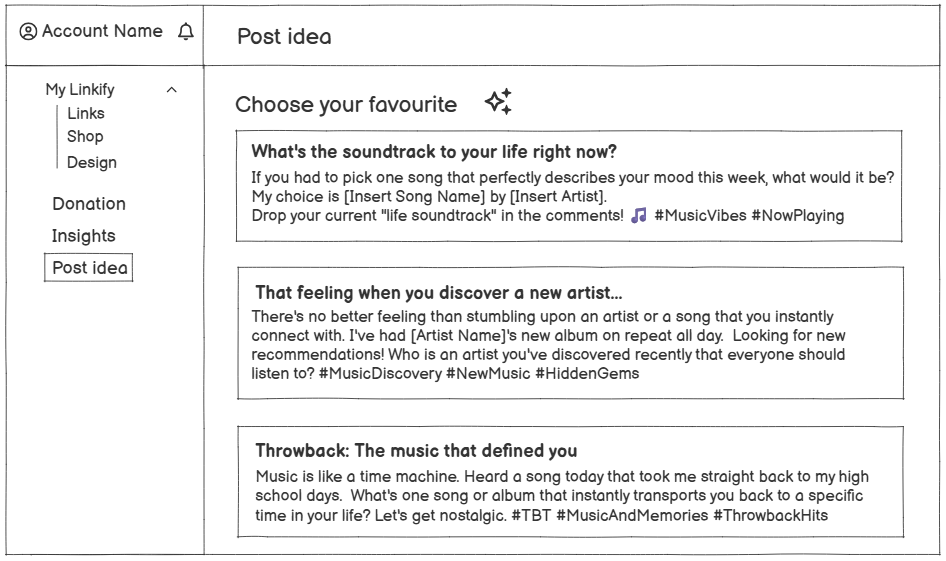 Account Name
Post idea
My Linkify
Links
Shop
Design
Donation
Insights
Post idea
Choose your favourite
What's the soundtrack to your life right now?
If you had to pick one song that perfectly describes your mood this week, what would it be?
My choice is [Insert Song Name] by [Insert Artist].
Drop your current "life soundtrack" in the comments! 🎵 #MusicVibes #NowPlaying
That feeling when you discover a new artist...
There's no better feeling than stumbling upon an artist or a song that you instantly
connect with. I've had [Artist Name]'s new album on repeat all day.  Looking for new
recommendations! Who is an artist you've discovered recently that everyone should
listen to? #MusicDiscovery #NewMusic #HiddenGems
Throwback: The music that defined you
Music is like a time machine. Heard a song today that took me straight back to my high
school days.  What's one song or album that instantly transports you back to a specific
time in your life? Let's get nostalgic. #TBT #MusicAndMemories #ThrowbackHits